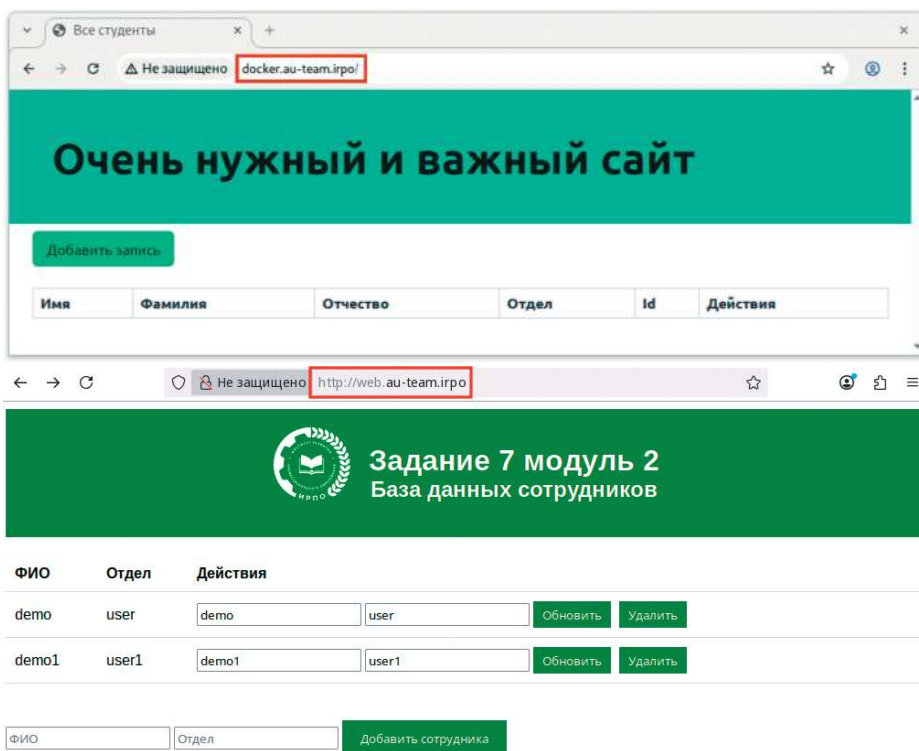 Все студенты
Не защищено docker.au-team.irpo/
Очень нужный и важный сайт
Добавить запись
Имя Фамилия Отчество Отдел Id Действия
Не защищено http://web.au-team.irpo
Задание 7 модуль 2
База данных сотрудников
ИРПО
ФИО Отдел Действия
demo user demo user Обновить Удалить
demo1 user1 demo1 user1 Обновить Удалить
ФИО Отдел Добавить сотрудника